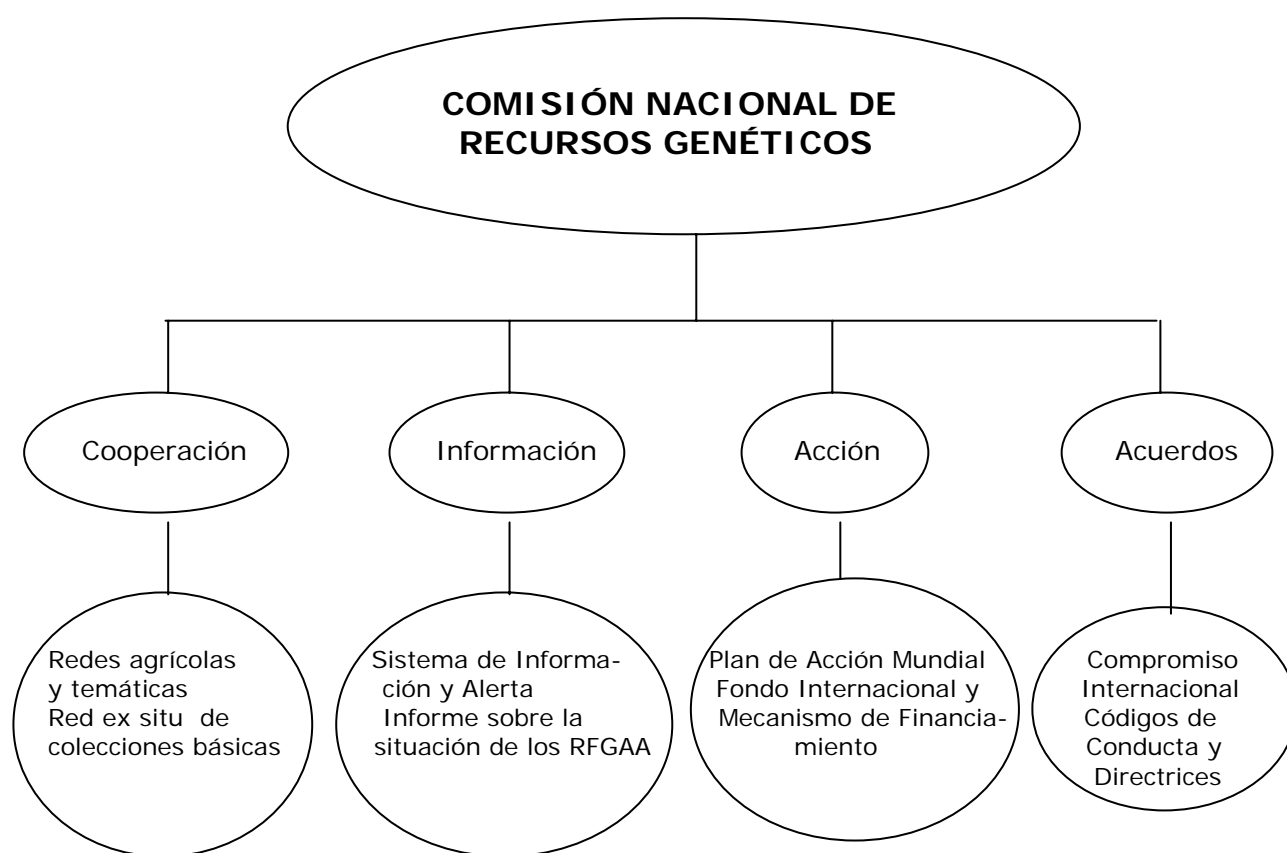 COMISIÓN NACIONAL DE
RECURSOS GENÉTICOS
Cooperación
Información
Acción
Acuerdos
Redes agrícolas
y temáticas
Red ex situ de
colecciones básicas
Sistema de Informa-
ción y Alerta
Informe sobre la
situación de los RFGAA
Plan de Acción Mundial
Fondo Internacional y
Mecanismo de Financia-
miento
Compromiso
Internacional
Códigos de
Conducta y
Directrices